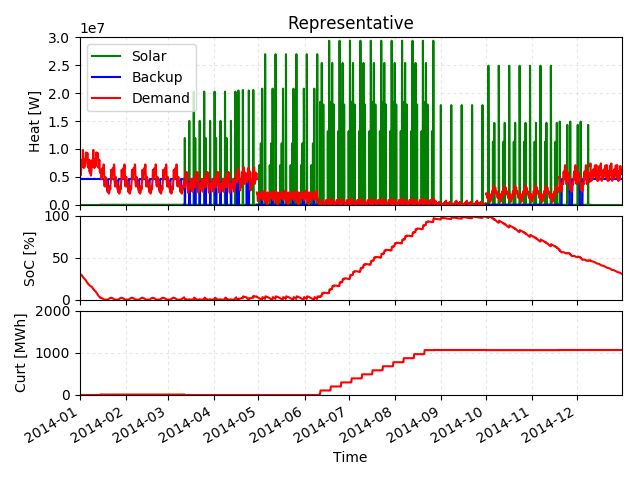 Representative
1e7
Heat [W]
3.0
2.5
2.0
1.5
1.0
0.5
0.0
Solar
Backup
Demand
SoC [%]
100
50
0
Curt [MWh]
2000
1000
0
2014-01
2014-02
2014-03
2014-04
2014-05
2014-06
2014-07
2014-08
2014-09
2014-10
2014-11
2014-12
Time